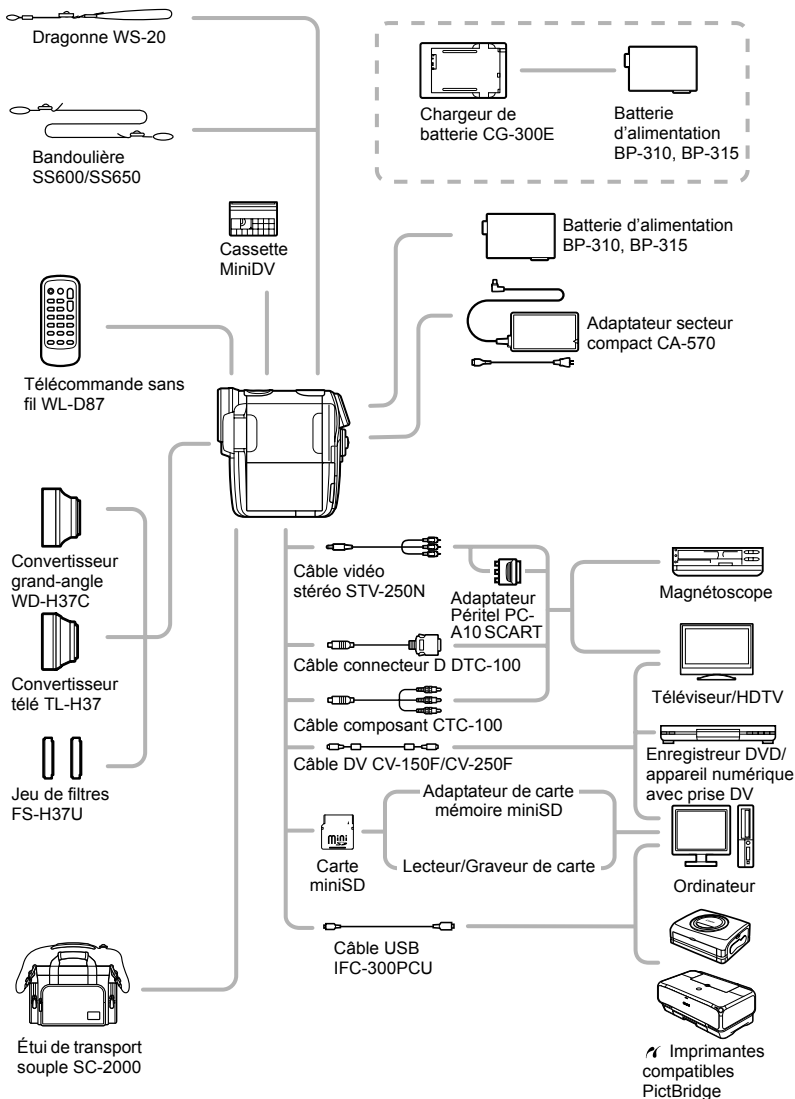 Dragonne WS-20
Bandoulière
SS600/SS650
Cassette
MiniDV
Télécommande sans
fil WL-D87
Chargeur de
batterie CG-300E
Batterie
d'alimentation
BP-310, BP-315
Batterie d'alimentation
BP-310, BP-315
Adaptateur secteur
compact CA-570
Convertisseur
grand-angle
WD-H37C
Convertisseur
télé TL-H37
Jeu de filtres
FS-H37U
Étui de transport
souple SC-2000
Câble vidéo
stéréo STV-250N
Adaptateur
Péritel PC-
A10 SCART
Câble connecteur D DTC-100
Câble composant CTC-100
Câble DV CV-150F/CV-250F
Adaptateur de carte
mémoire miniSD
Mini
Carte
miniSD
Lecteur/Graveur de carte
Câble USB
IFC-300PCU
Magnétoscope
Téléviseur/HDTV
Enregistreur DVD/
appareil numérique
avec prise DV
Ordinateur
Imprimantes
compatibles
PictBridge